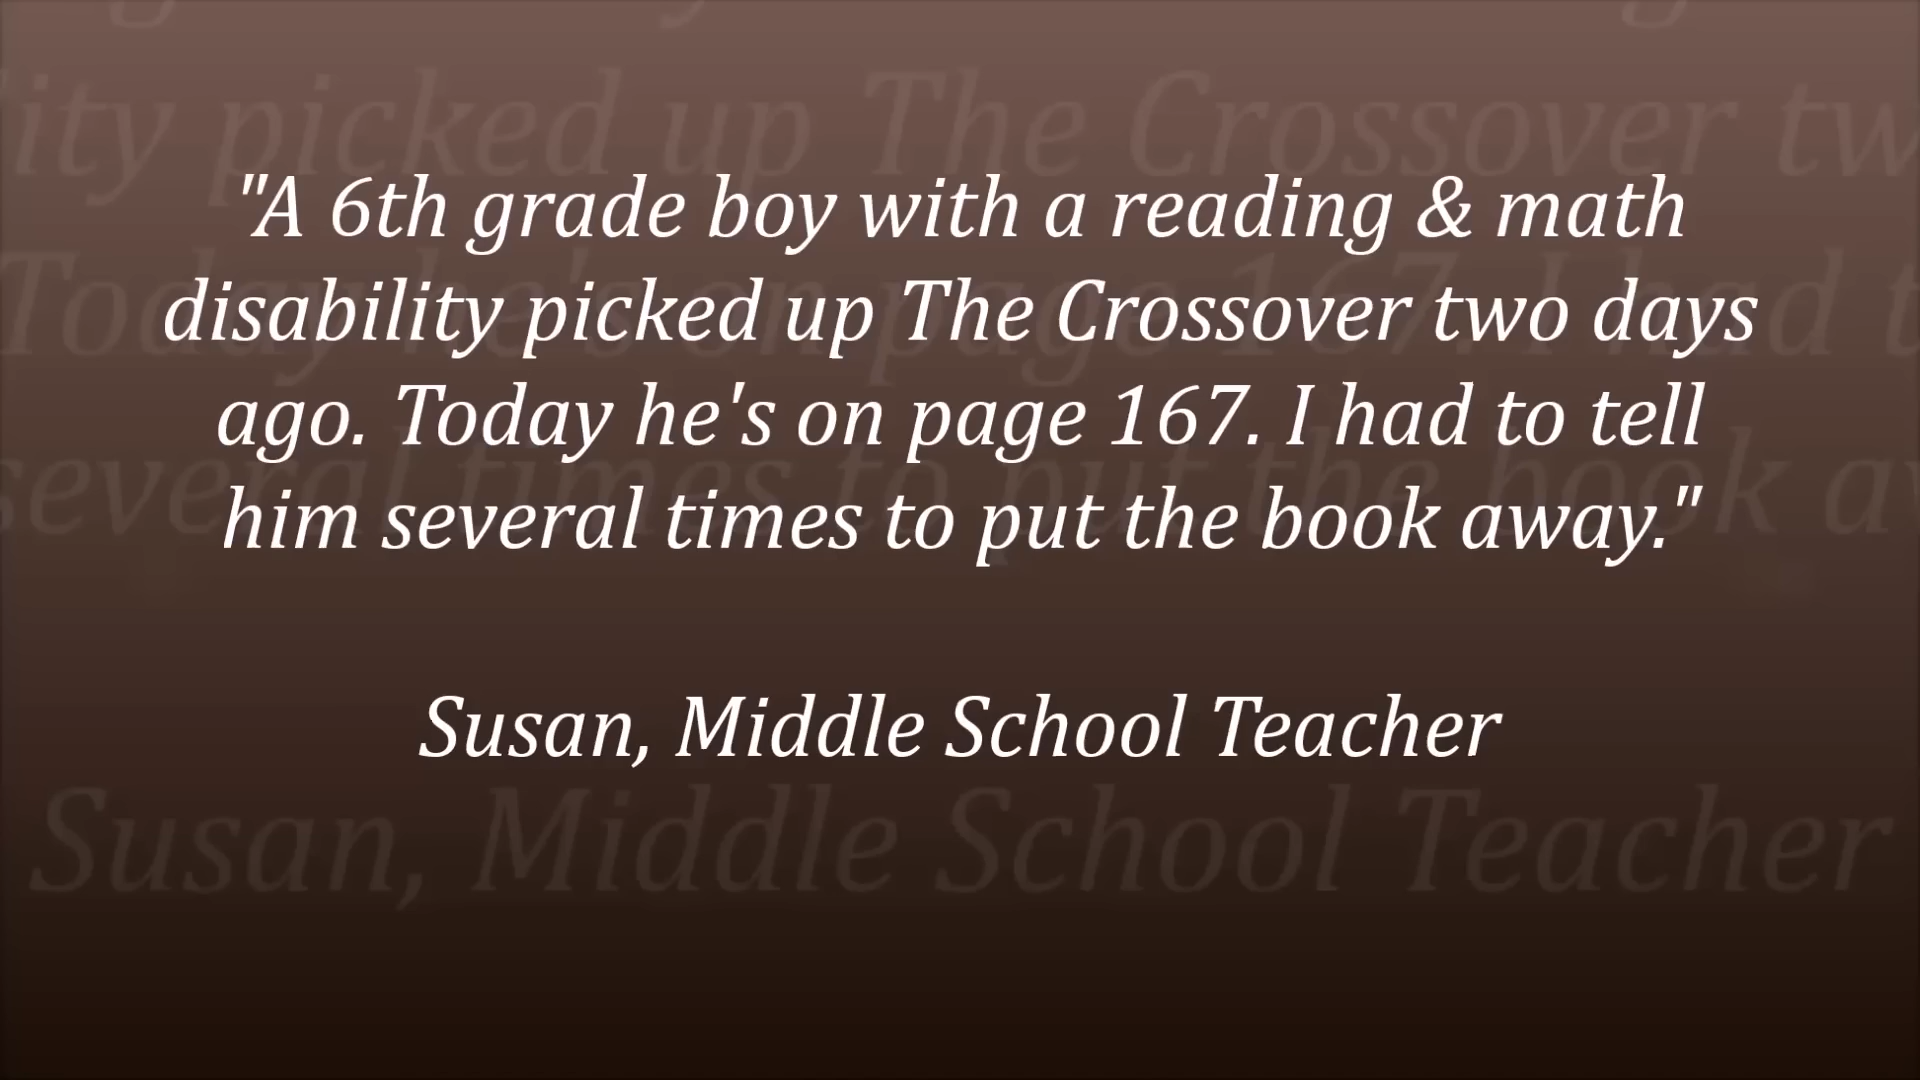 "A 6th grade boy with a reading & math
disability picked up The Crossover two days
ago. Today he's on page 167. I had to tell
him several times to put the book away."
Susan, Middle School Teacher